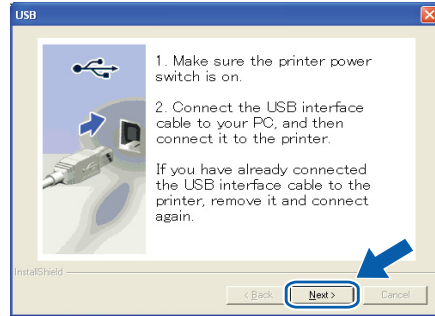 USB
1. Make sure the printer power
switch is on.
2. Connect the USB interface
cable to your PC, and then
connect it to the printer.
If you have already connected
the USB interface cable to the
printer, remove it and connect
again.
InstallShield
< Back Next > Cancel